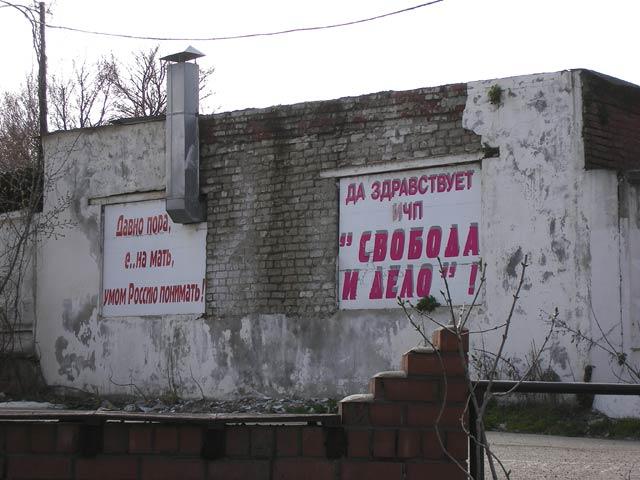 Давно пора,
е..на мать,
умом Россию понимать!
ДА ЗДРАВСТВУЕТ
ИЧП
" СВОБОДА
И ДЕЛО " !